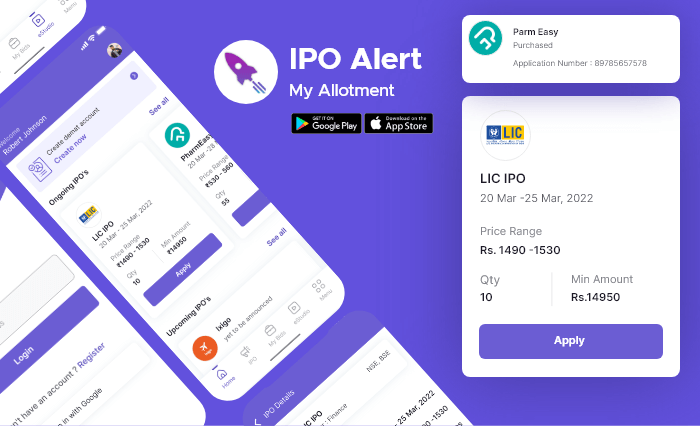 IPO Alert
My Allotment
GET IT ON
Google Play
Download on the
App Store
Parm Easy
Purchased
Application Number : 89785657578
LIC
LIC IPO
20 Mar -25 Mar, 2022
Price Range
Rs. 1490 -1530
Qty
Min Amount
10
Rs.14950
Apply
My Bids
eStudio
Menu
Welcome
Robert Johnson
Create demat account
Create now
Ongoing IPO's
See all
LIC
LIC IPO
20 Mar - 25 Mar, 2022
Price Range
₹1490 - 1530
Min Amount
₹14950
Qty
10
Apply
PharmEasy
20 Mar -28
Price Range
₹530 - 560
Qty
55
Upcoming IPO's
See all
Ixigo
yet to be announced
Home
IPO
My Bids
eStudio
Menu
Login
n't have an account ? Register
n in with Google
IPO Details
NSE, BSE
LIC IPO
r: Finance
25 Mar, 2022